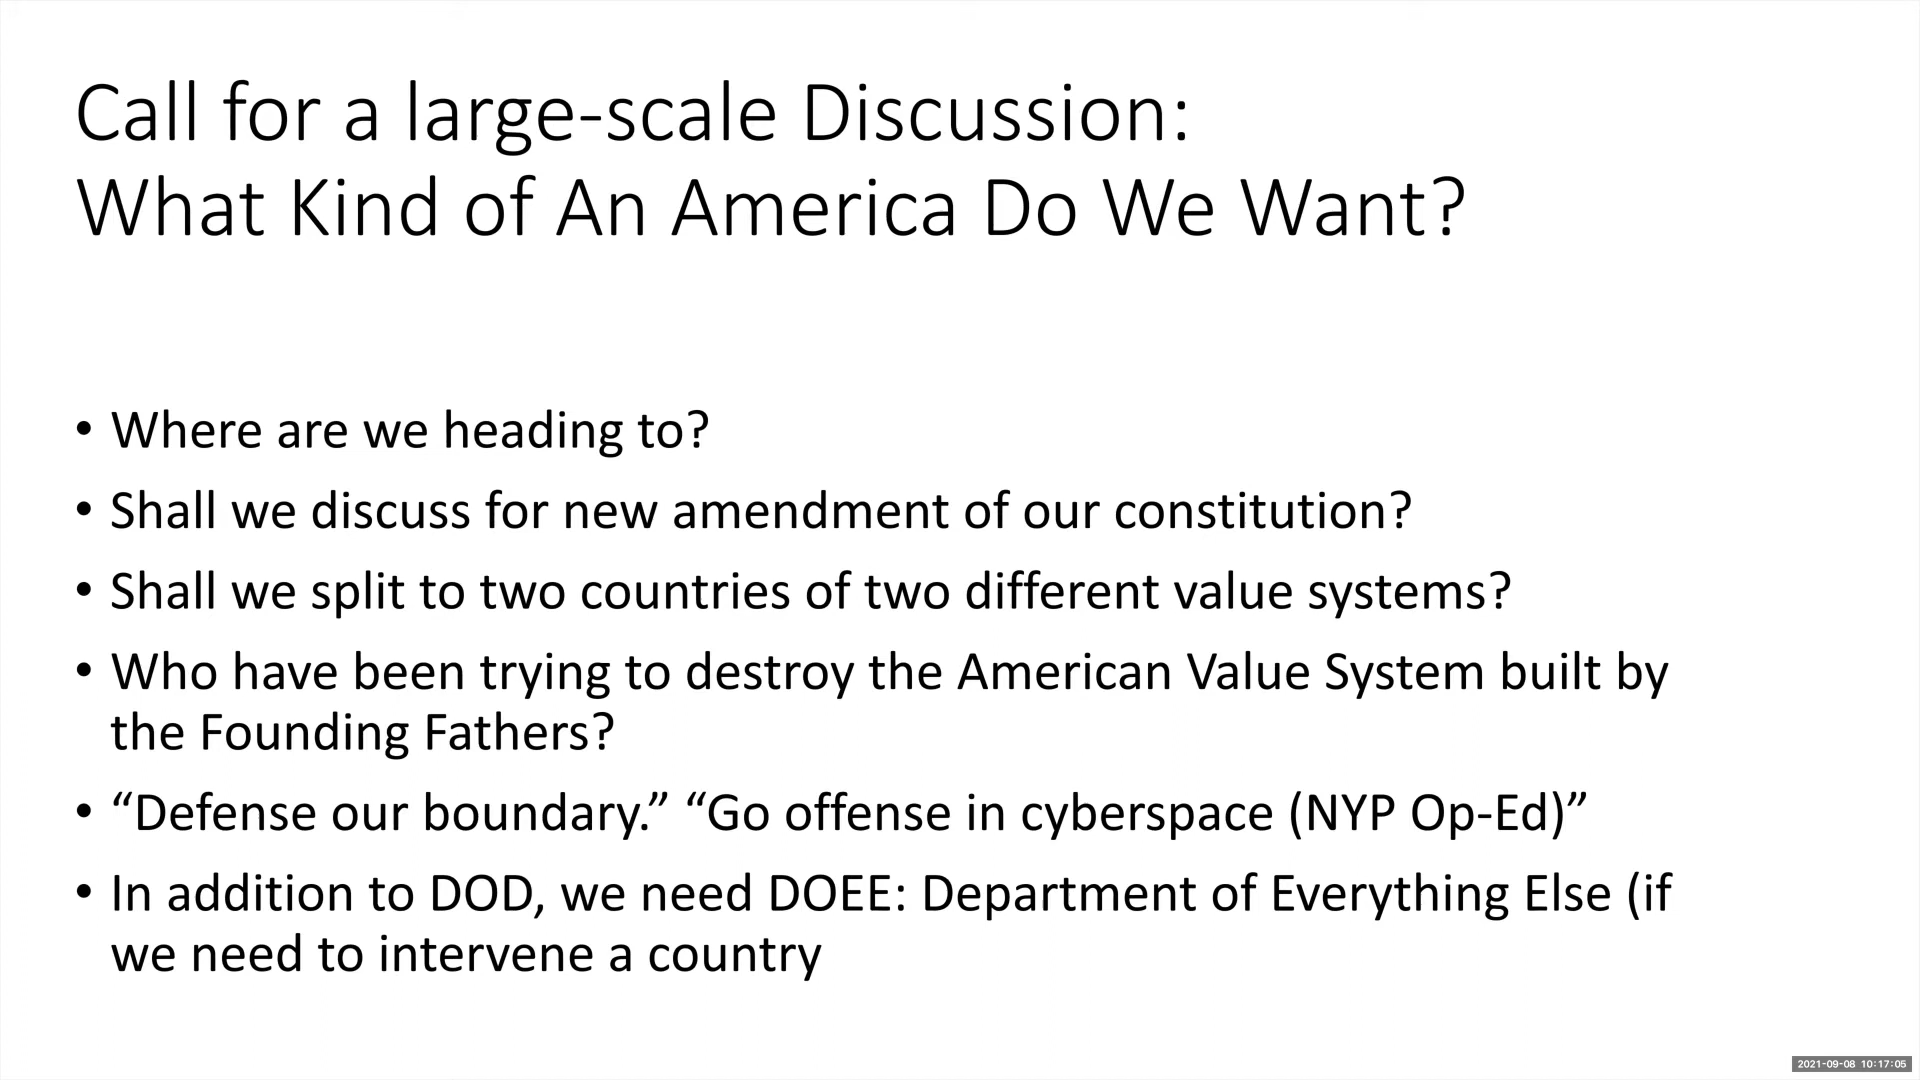 Call for a large-scale Discussion:
What Kind of An America Do We Want?
• Where are we heading to?
• Shall we discuss for new amendment of our constitution?
• Shall we split to two countries of two different value systems?
• Who have been trying to destroy the American Value System built by
the Founding Fathers?
• “Defense our boundary.” “Go offense in cyberspace (NYP Op-Ed)”
• In addition to DOD, we need DOEE: Department of Everything Else (if
we need to intervene a country
2021-09-08 10:17:05